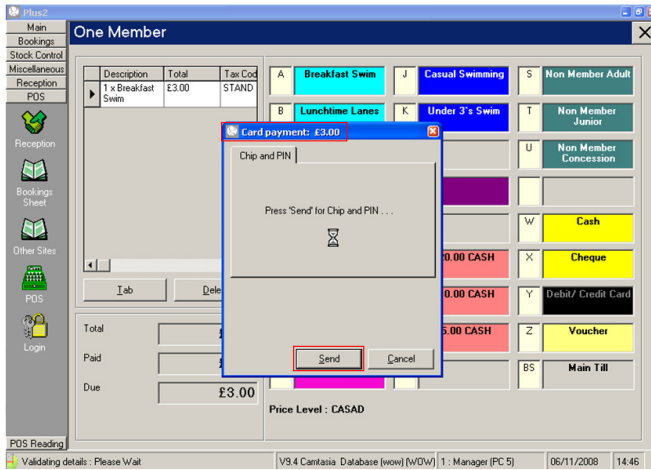 Plus2
Main
Bookings
Stock Control
Miscellaneous
Reception
POS
Reception
Bookings
Sheet
Other Sites
POS
Login
POS Reading
One Member
Description Total Tax Cod
1 x Breakfast
Swim £3.00 STAND
Tab
Dele
Total £
Paid £
Due £3.00
A Breakfast Swim J Casual Swimming S Non Member Adult
B Lunchtime Lanes K Under 3's Swim T Non Member
Junior
U Non Member
Concession
W Cash
0.00 CASH X Cheque
0.00 CASH Y Debit/ Credit Card
5.00 CASH Z Voucher
BS Main Till
Price Level : CASAD
Card payment: £3.00
Chip and PIN
Press 'Send' for Chip and PIN . . .
Send Cancel
Validating details : Please Wait V9.4 Camtasia Database (wow) (WOW) 1 : Manager (PC 5) 06/11/2008 14:46